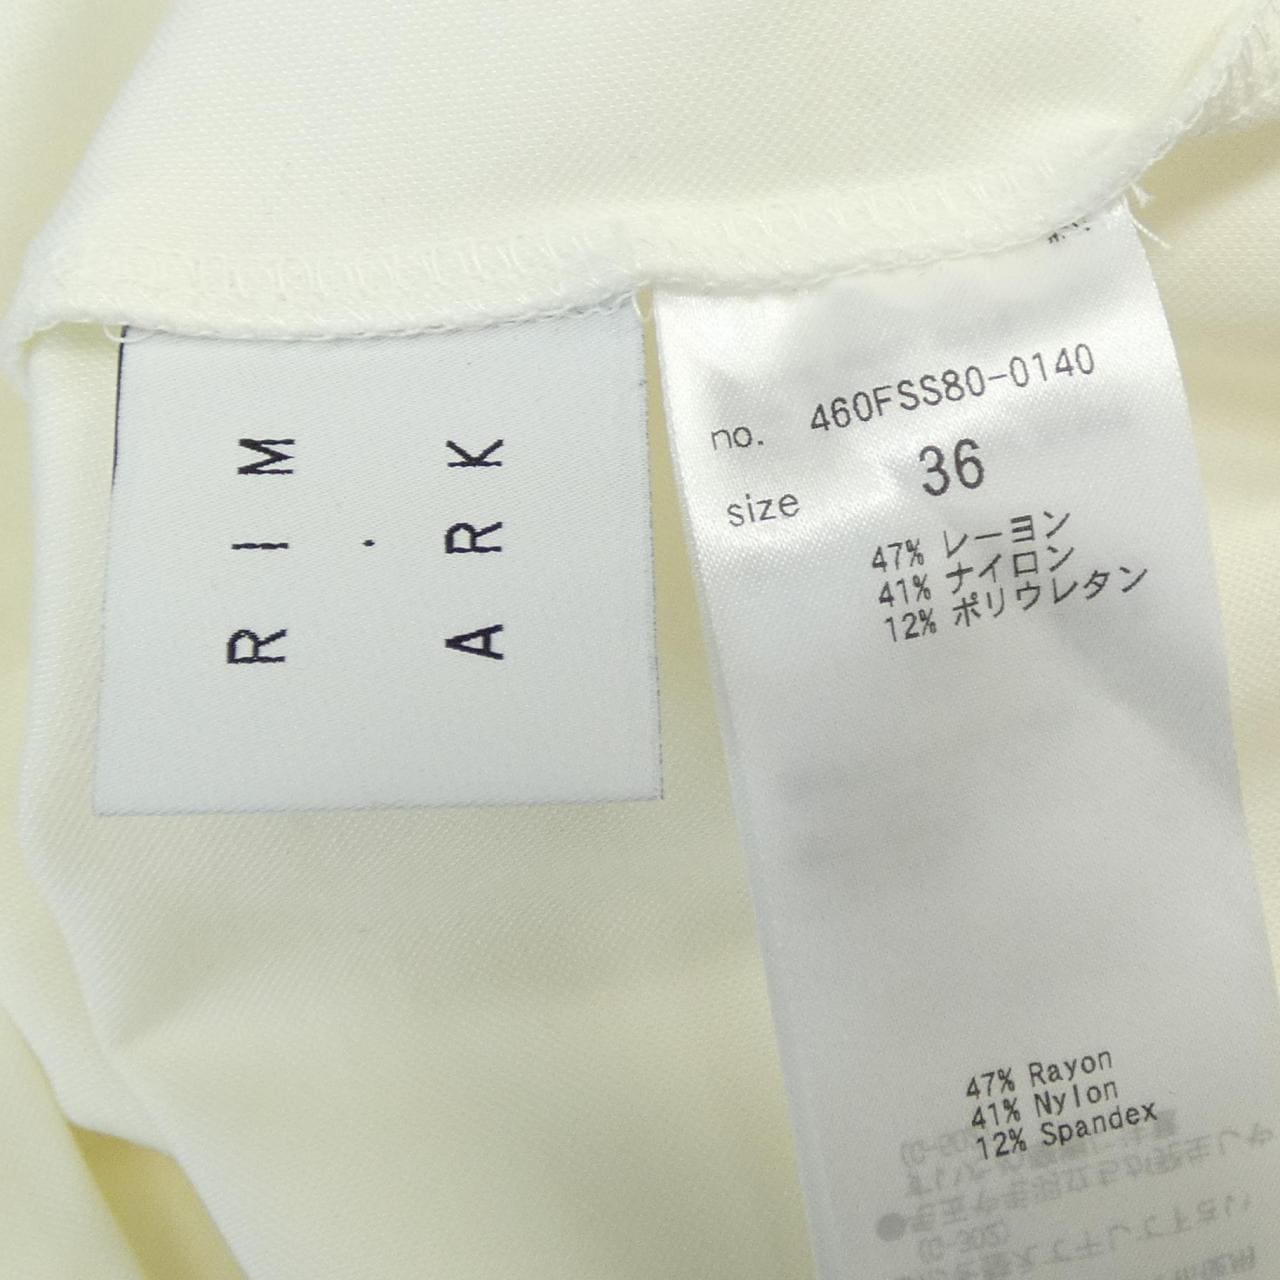 RIM
.
ARK
no. 460FSS80-0140
size 36
47% レーヨン
41% ナイロン
12% ポリウレタン
47% Rayon
41% Nylon
12% Spandex